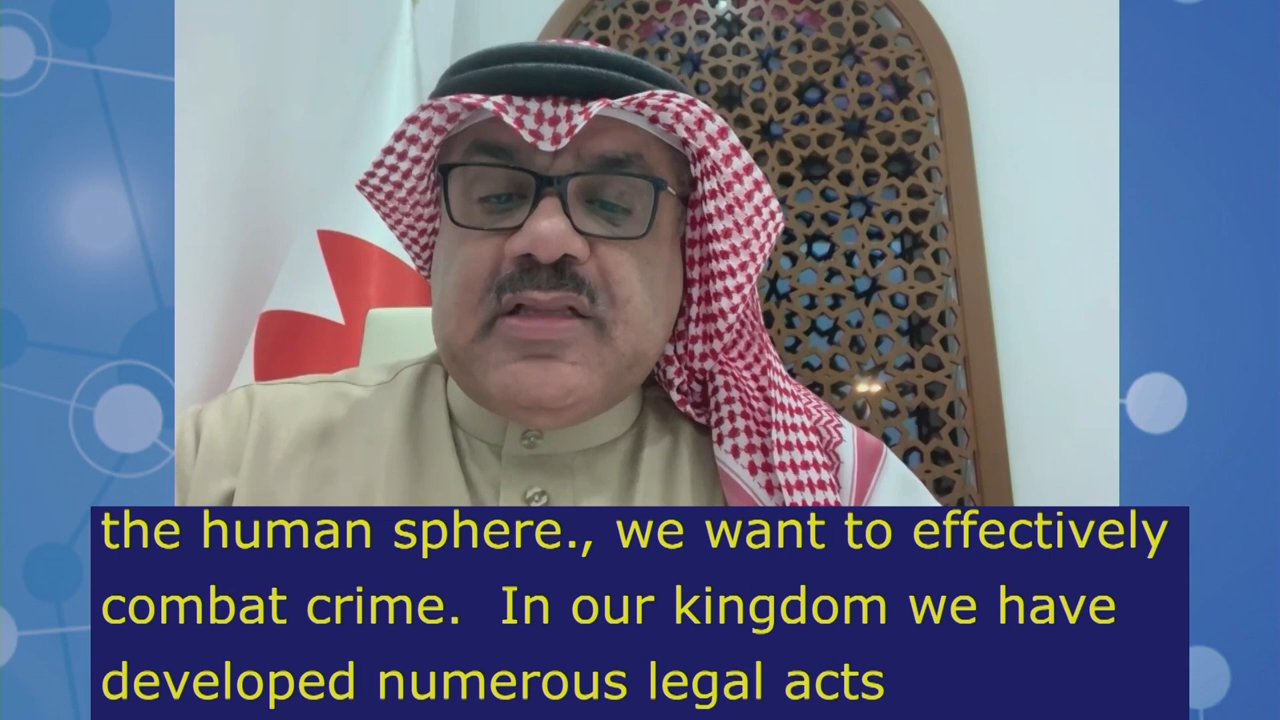 the human sphere., we want to effectively
combat crime.  In our kingdom we have
developed numerous legal acts